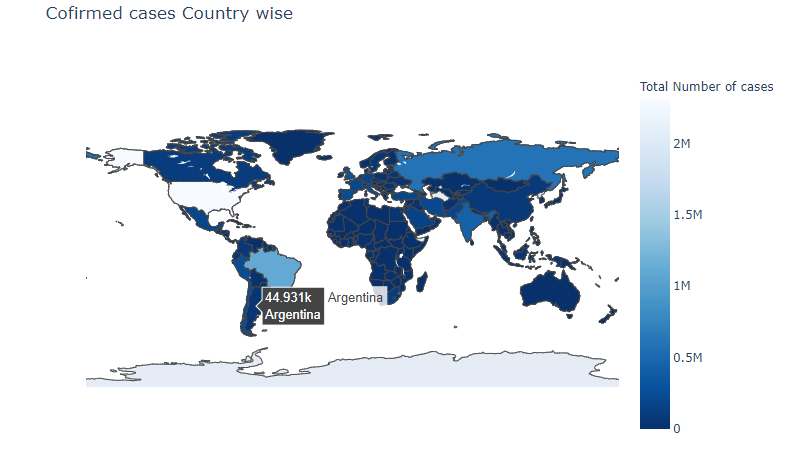 Cofirmed cases Country wise
Total Number of cases
2M
1.5M
1M
0.5M
0
44.931k
Argentina
Argentina